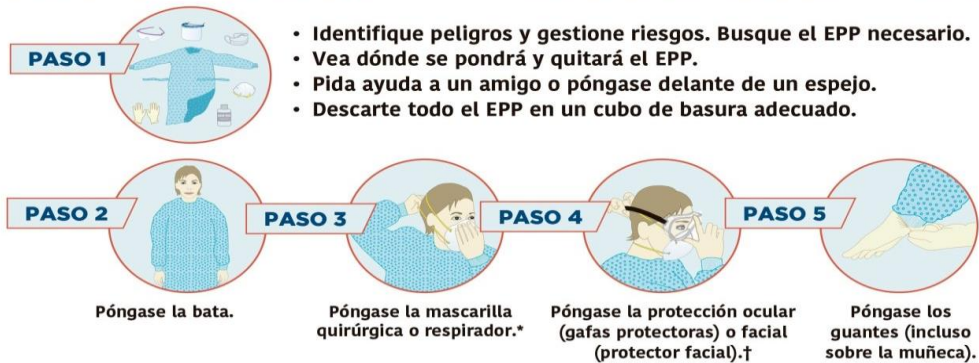 PASO 1
• Identifique peligros y gestione riesgos. Busque el EPP necesario.
• Vea dónde se pondrá y quitará el EPP.
• Pida ayuda a un amigo o póngase delante de un espejo.
• Descarte todo el EPP en un cubo de basura adecuado.
PASO 2
Póngase la bata.
PASO 3
Póngase la mascarilla
quirúrgica o respirador.*
PASO 4
Póngase la protección ocular
(gafas protectoras) o facial
(protector facial).†
PASO 5
Póngase los
guantes (incluso
sobre la muñeca).